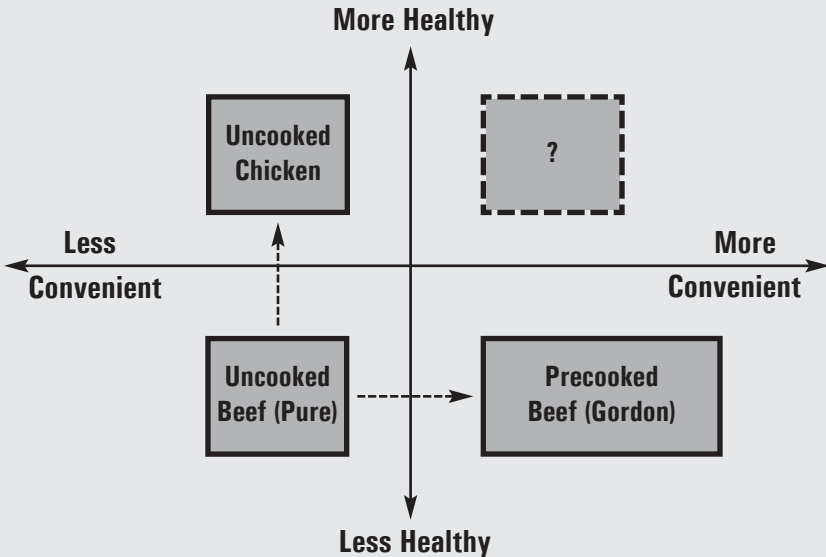 More Healthy
Uncooked
Chicken
?
Less
Convenient
More
Convenient
Uncooked
Beef (Pure)
Precooked
Beef (Gordon)
Less Healthy